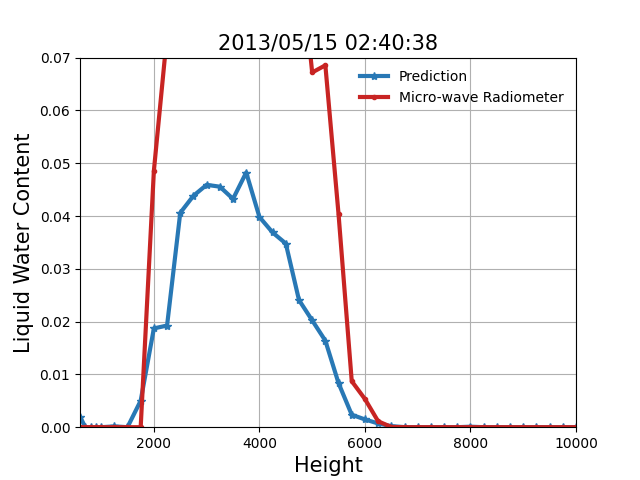 2013/05/15 02:40:38
0.07
0.06
0.05
0.04
0.03
0.02
0.01
0.00
Liquid Water Content
Prediction
Micro-wave Radiometer
2000 4000 6000 8000 10000
Height